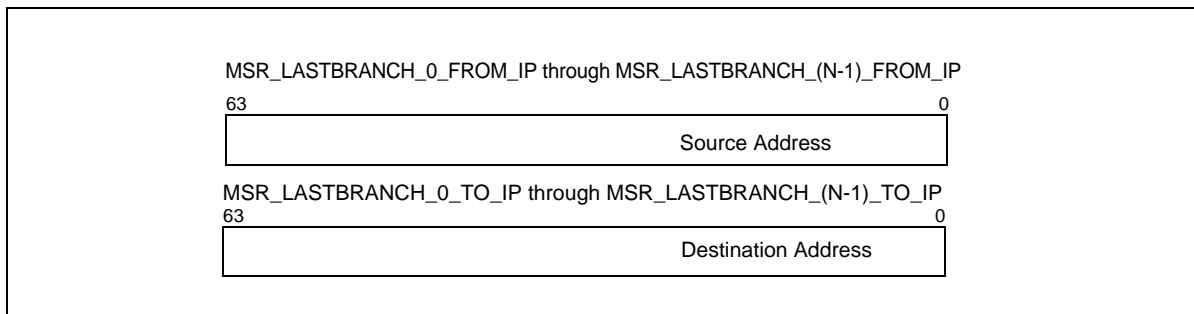 MSR_LASTBRANCH_0_FROM_IP through MSR_LASTBRANCH_(N-1)_FROM_IP
63 0
Source Address
MSR_LASTBRANCH_0_TO_IP through MSR_LASTBRANCH_(N-1)_TO_IP
63 0
Destination Address